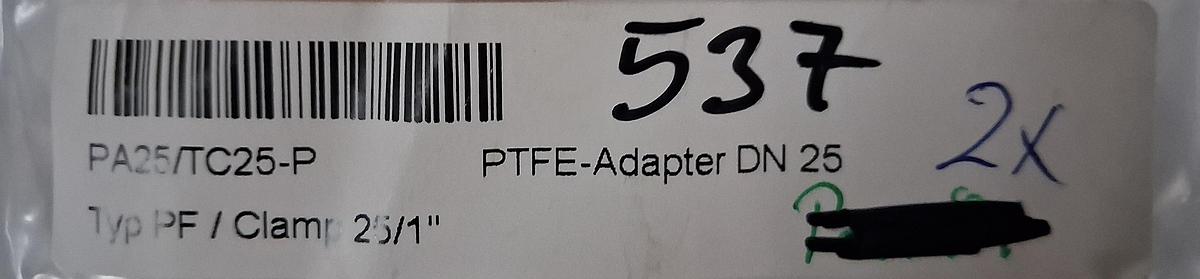 537
PA25/TC25-P PTFE-Adapter DN 25 2x
Typ PF / Clamp 25/1"